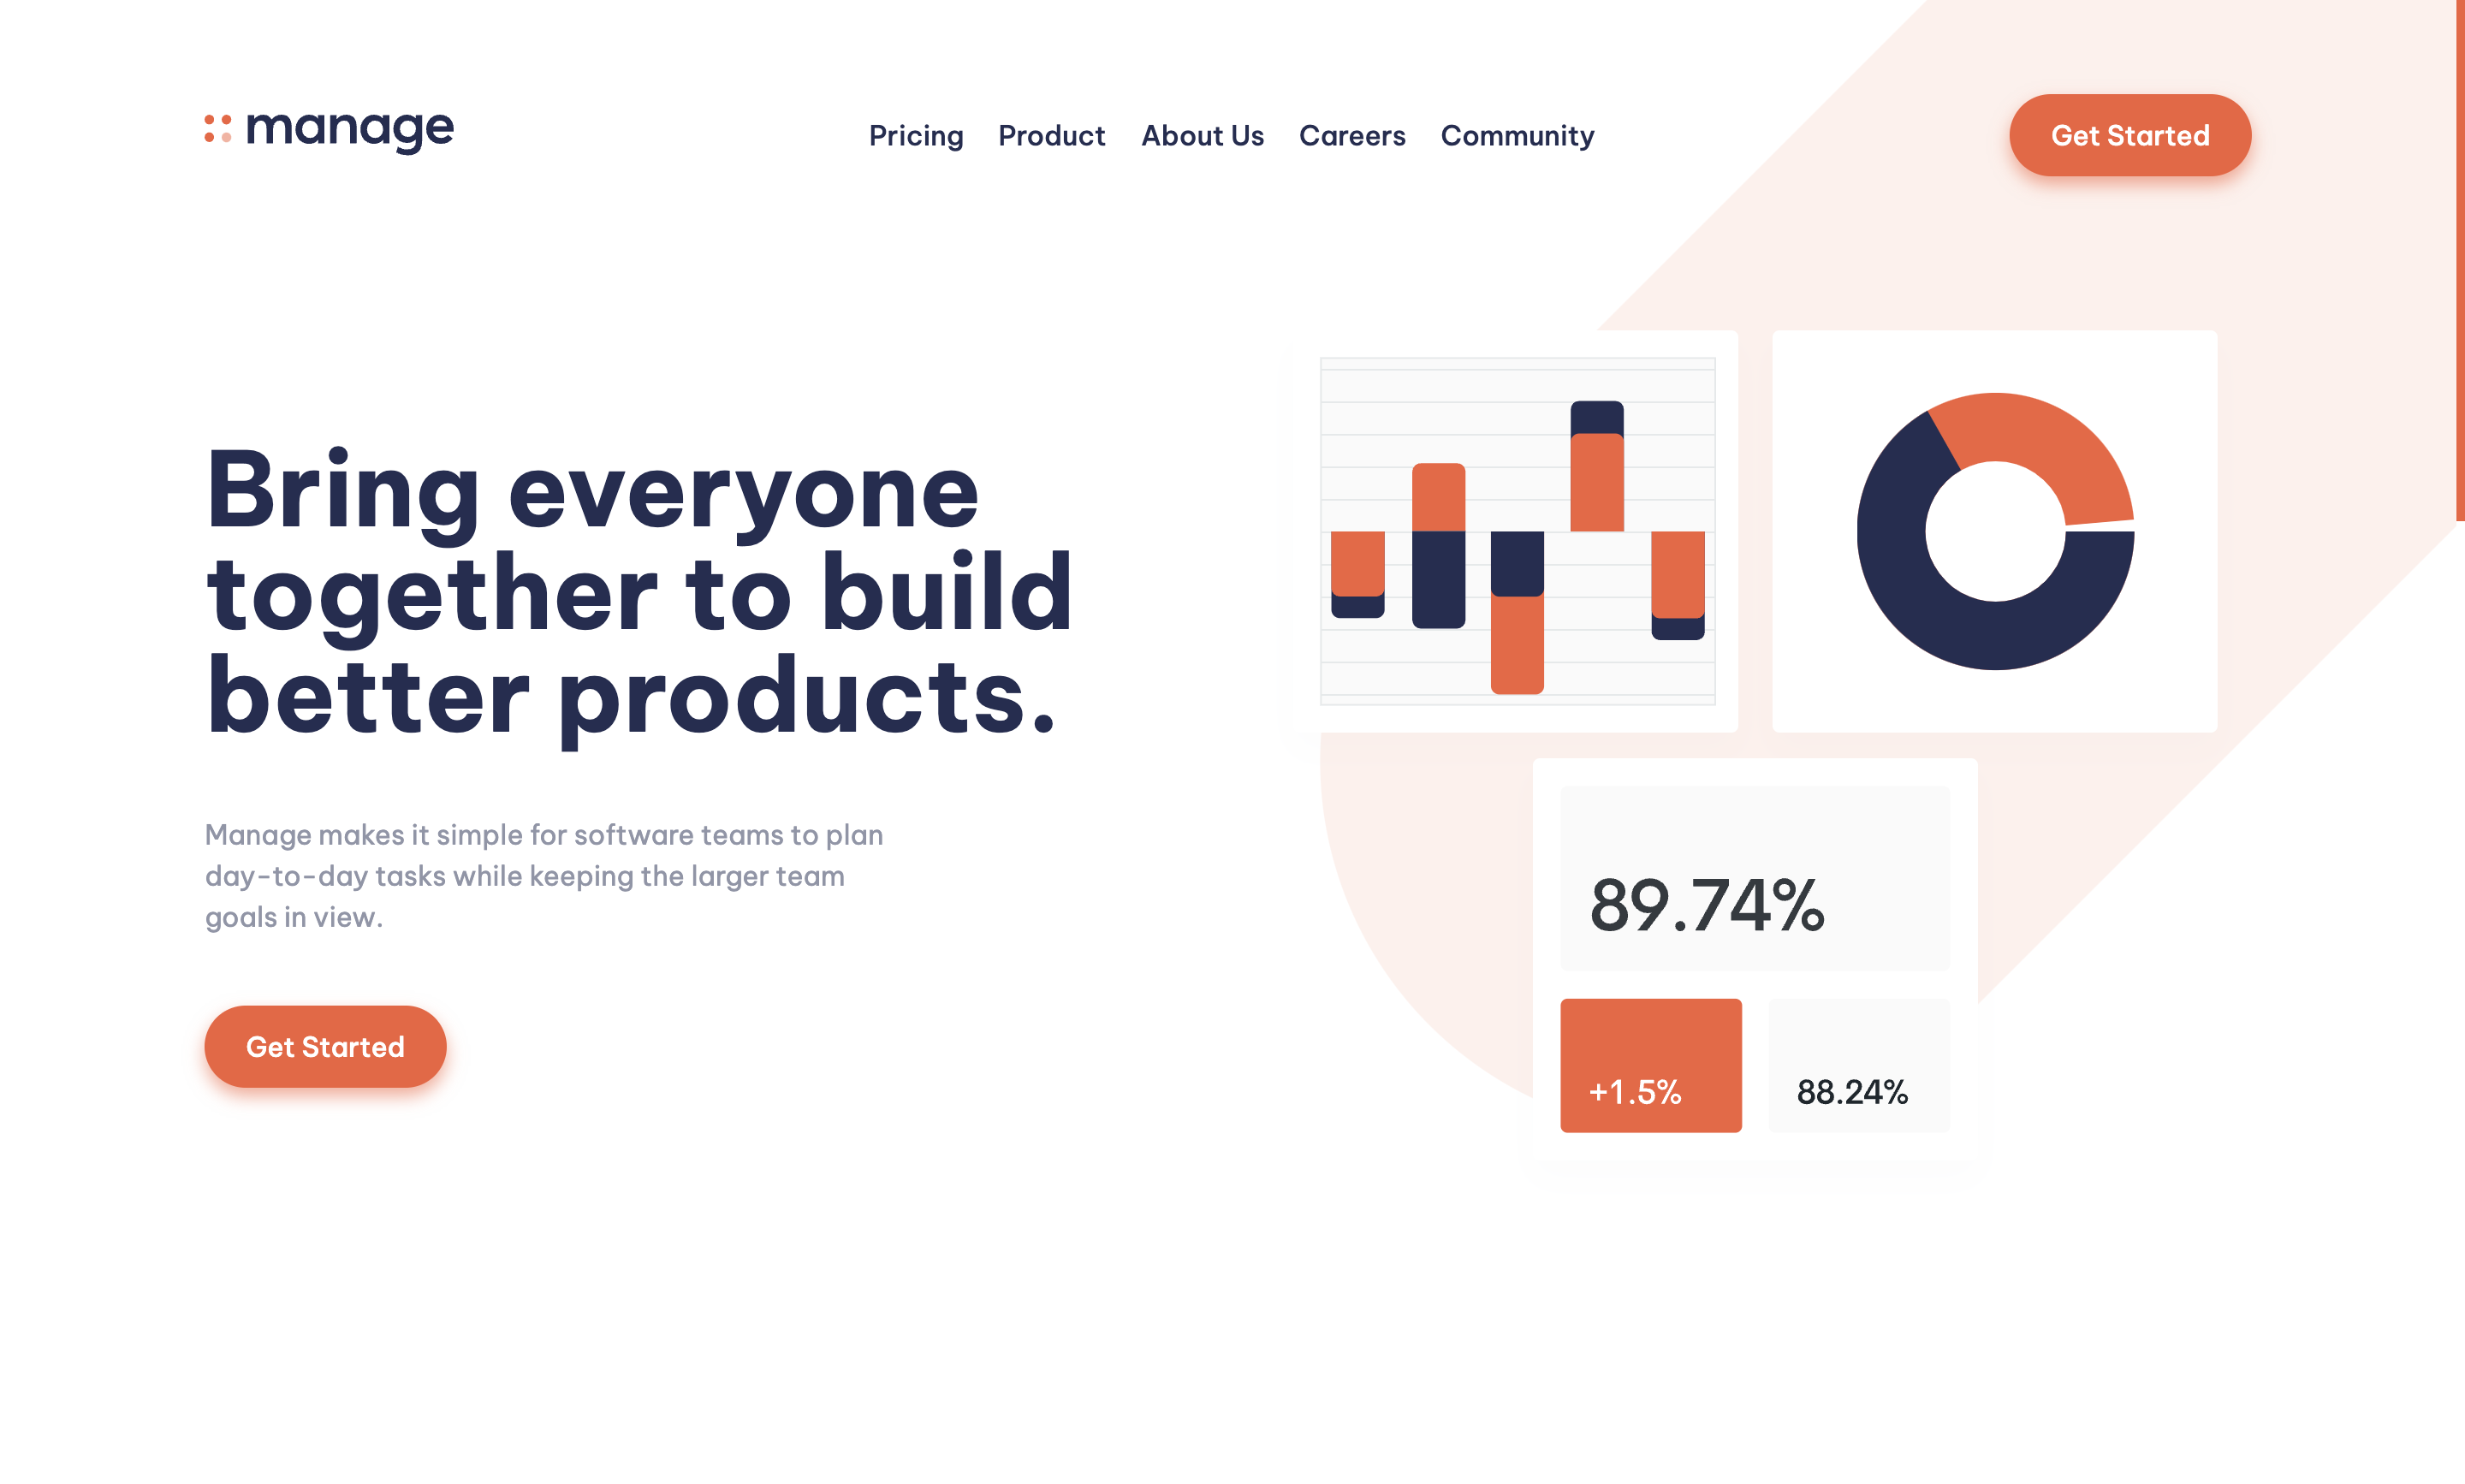 manage
Pricing Product About Us Careers Community
Get Started
Bring everyone
together to build
better products.
Manage makes it simple for software teams to plan
day-to-day tasks while keeping the larger team
goals in view.
Get Started
89.74%
+1.5%
88.24%